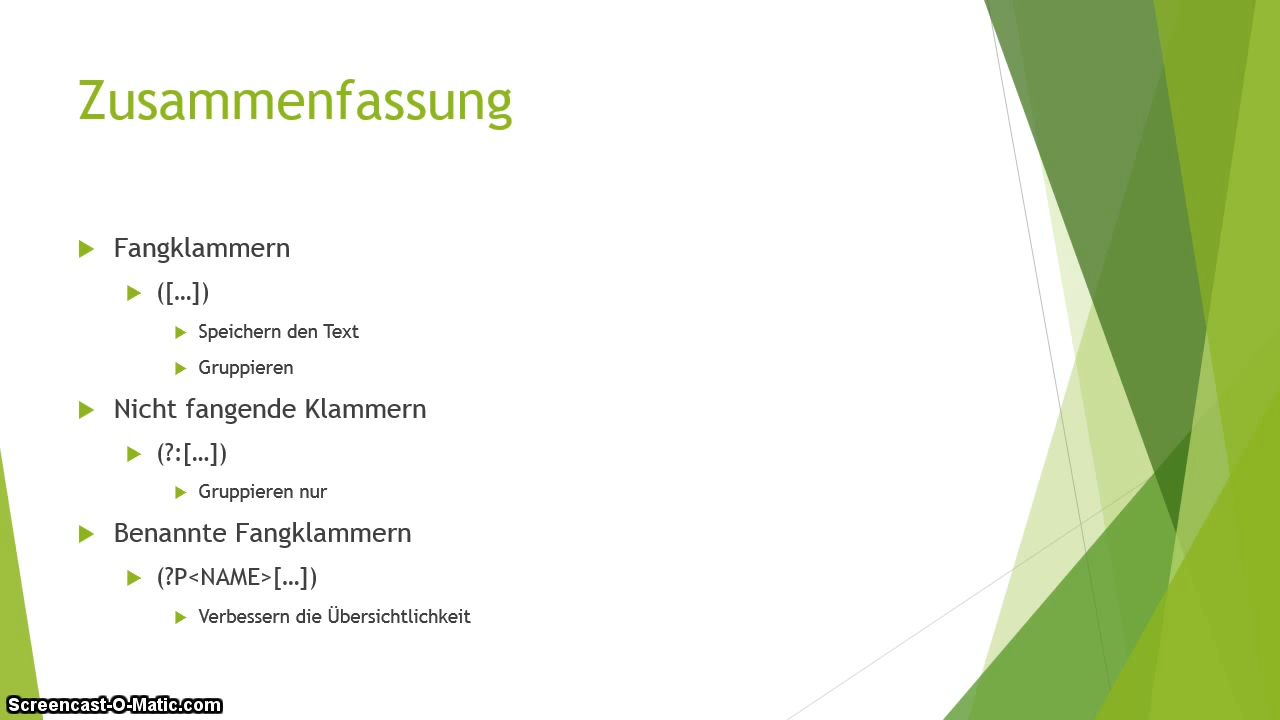 Zusammenfassung
Fangklammern
([…])
Speichern den Text
Gruppieren
Nicht fangende Klammern
(?:[…])
Gruppieren nur
Benannte Fangklammern
(?P<NAME>[…])
Verbessern die Übersichtlichkeit
Screencast-O-Matic.com